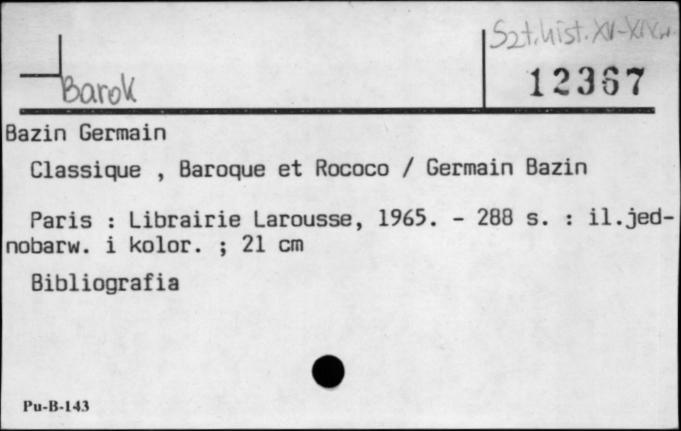 Szt. hist. XV-XIX w.
Barok
12367
Bazin Germain
Classique , Baroque et Rococo / Germain Bazin
Paris : Librairie Larousse, 1965. - 288 s. : il.jed-
nobarw. i kolor. ; 21 cm
Bibliografia
Pu-B-143